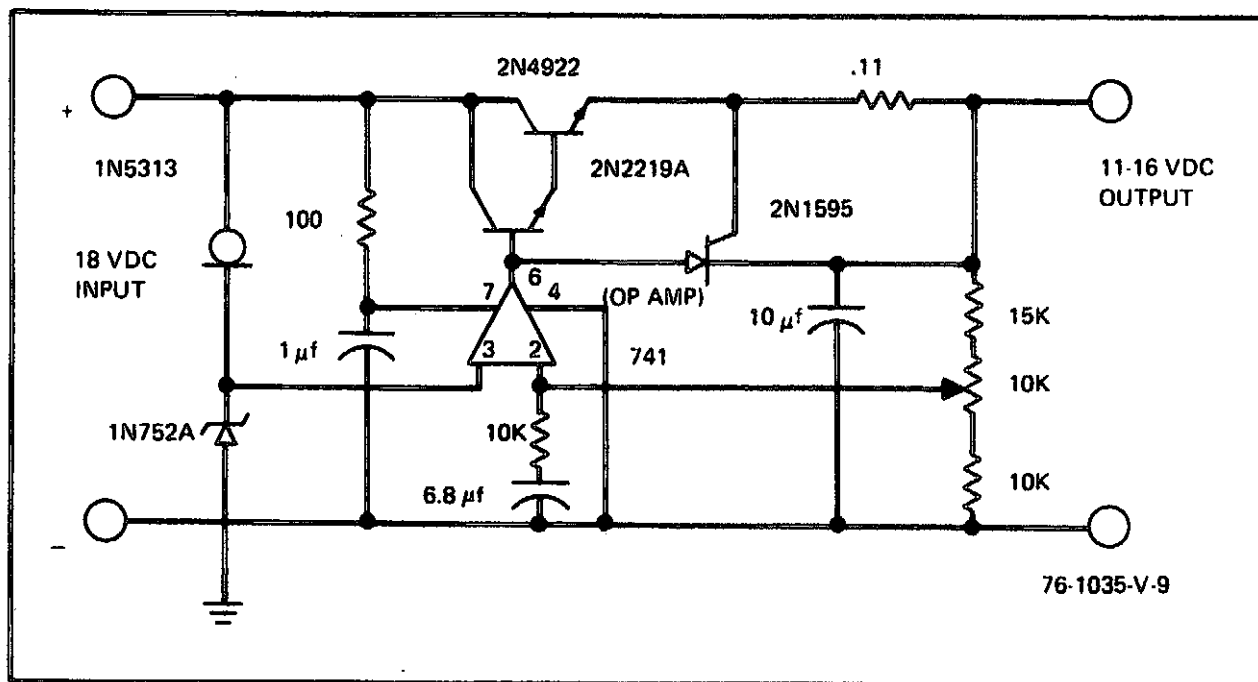 2N4922
.11
+
1N5313
2N2219A
11-16 VDC
OUTPUT
100
2N1595
18 VDC
INPUT
6
7
4
(OP AMP)
10 µf
15K
1 µf
3
2
741
10K
1N752A
10K
10K
6.8 µf
–
76-1035-V-9